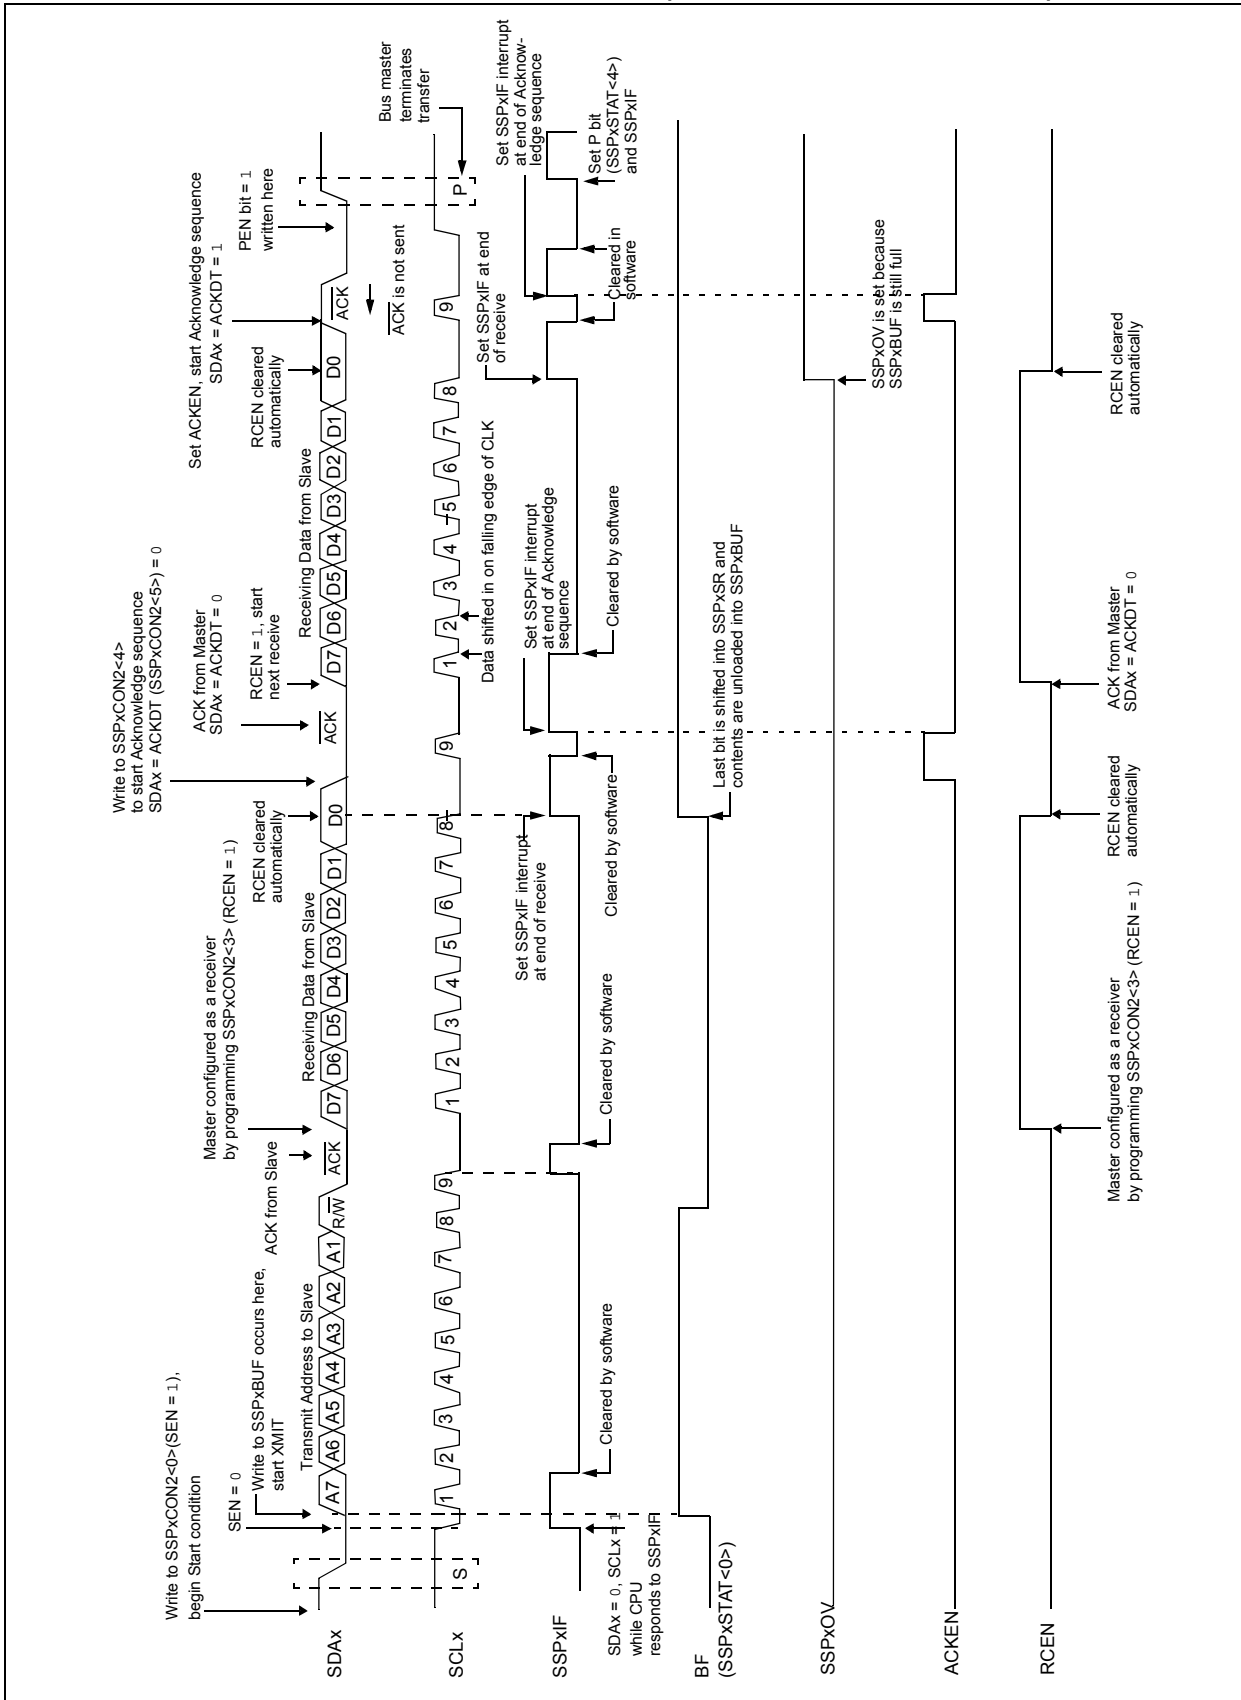 Write to SSPxCON2<0>(SEN = 1),
begin Start condition
SEN = 0
Write to SSPxBUF occurs here,
start XMIT
ACK from Slave
Master configured as a receiver
by programming SSPxCON2<3> (RCEN = 1)
RCEN cleared
automatically
Write to SSPxCON2<4>
to start Acknowledge sequence
SDAx = ACKDT (SSPxCON2<5>) = 0
ACK from Master
SDAx = ACKDT = 0
RCEN = 1, start
next receive
RCEN cleared
automatically
Set ACKEN, start Acknowledge sequence
SDAx = ACKDT = 1
PEN bit = 1
written here
Bus master
terminates
transfer
Transmit Address to Slave
Receiving Data from Slave
Receiving Data from Slave
SDAx
A7 A6 A5 A4 A3 A2 A1 R/W ACK D7 D6 D5 D4 D3 D2 D1 D0 ACK D7 D6 D5 D4 D3 D2 D1 D0 ACK
ACK is not sent
SCLx
S 1 2 3 4 5 6 7 8 9 1 2 3 4 5 6 7 8 9 1 2 3 4 5 6 7 8 9 P
Data shifted in on falling edge of CLK
Set SSPxIF interrupt
at end of receive
Set SSPxIF interrupt
at end of Acknowledge
sequence
Set SSPxIF at end
of receive
Set SSPxIF interrupt
at end of Acknow-
ledge sequence
SSPxIF
SDAx = 0, SCLx = 1
while CPU
responds to SSPxIF
Cleared by software
Cleared by software
Cleared by software
Cleared by software
Cleared in
software
Set P bit
(SSPxSTAT<4>)
and SSPxIF
BF
(SSPxSTAT<0>)
Last bit is shifted into SSPxSR and
contents are unloaded into SSPxBUF
SSPxOV
SSPxOV is set because
SSPxBUF is still full
ACKEN
RCEN
Master configured as a receiver
by programming SSPxCON2<3> (RCEN = 1)
RCEN cleared
automatically
ACK from Master
SDAx = ACKDT = 0
RCEN cleared
automatically